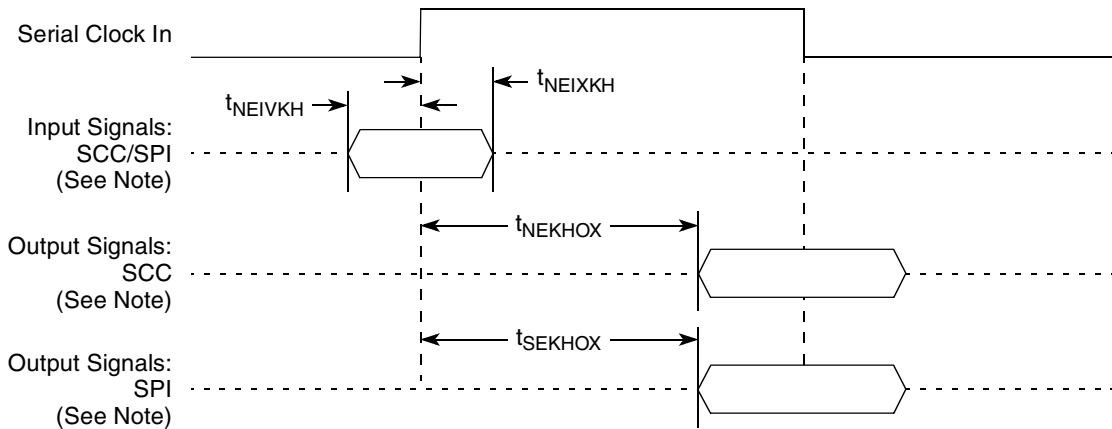 Serial Clock In
tNEIXKH
tNEIVKH
Input Signals:
SCC/SPI
(See Note)
tNEKHOX
Output Signals:
SCC
(See Note)
tSEKHOX
Output Signals:
SPI
(See Note)